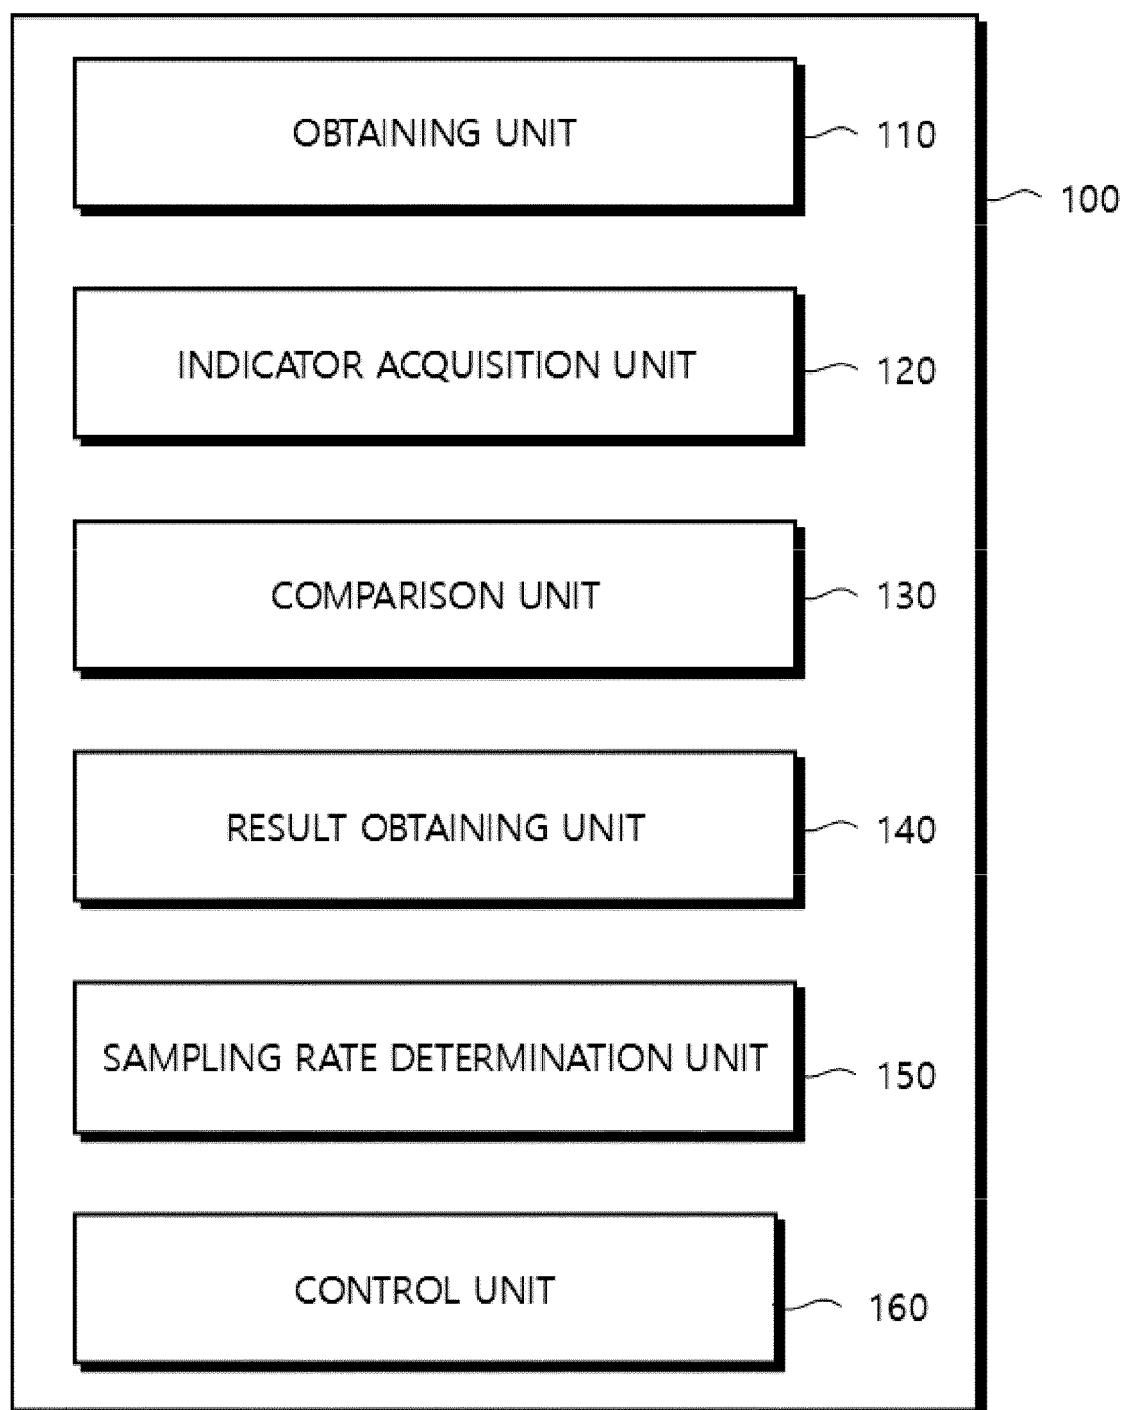 OBTAINING UNIT
110
100
INDICATOR ACQUISITION UNIT
120
COMPARISON UNIT
130
RESULT OBTAINING UNIT
140
SAMPLING RATE DETERMINATION UNIT
150
CONTROL UNIT
160